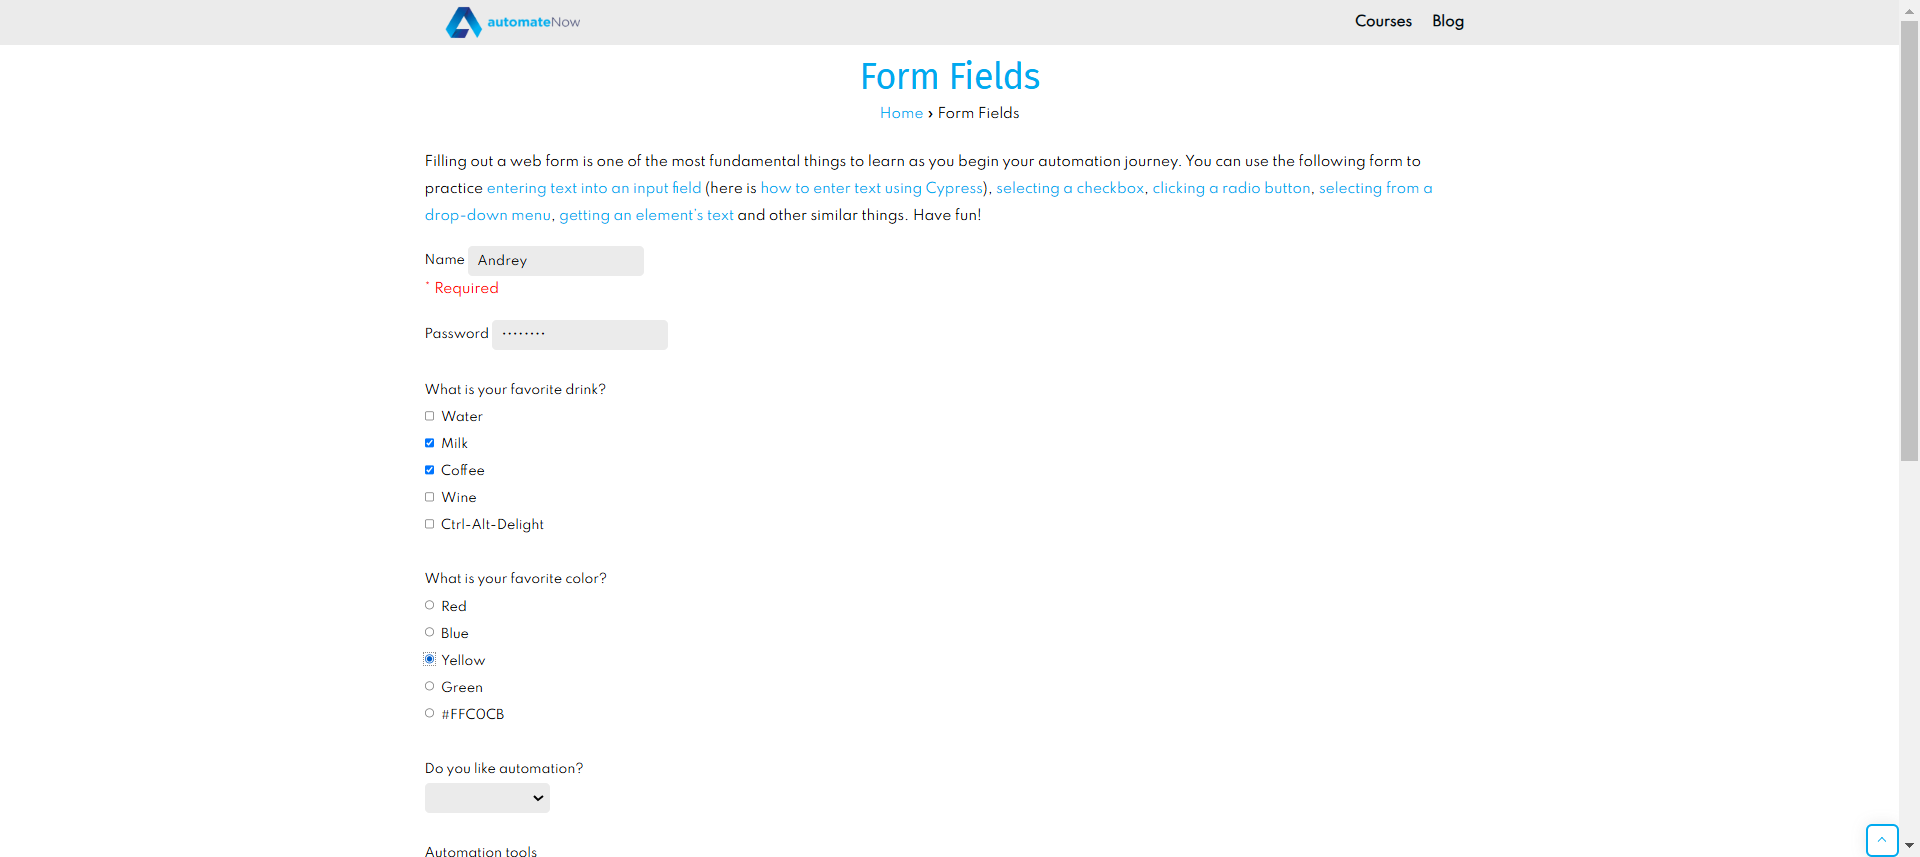 automateNow
Courses
Blog
Form Fields
Home › Form Fields
Filling out a web form is one of the most fundamental things to learn as you begin your automation journey. You can use the following form to
practice entering text into an input field (here is how to enter text using Cypress), selecting a checkbox, clicking a radio button, selecting from a
drop-down menu, getting an element's text and other similar things. Have fun!
Name Andrey
* Required
Password ••••••••
What is your favorite drink?
Water
Milk
Coffee
Wine
Ctrl-Alt-Delight
What is your favorite color?
Red
Blue
Yellow
Green
#FFC0CB
Do you like automation?
Automation tools